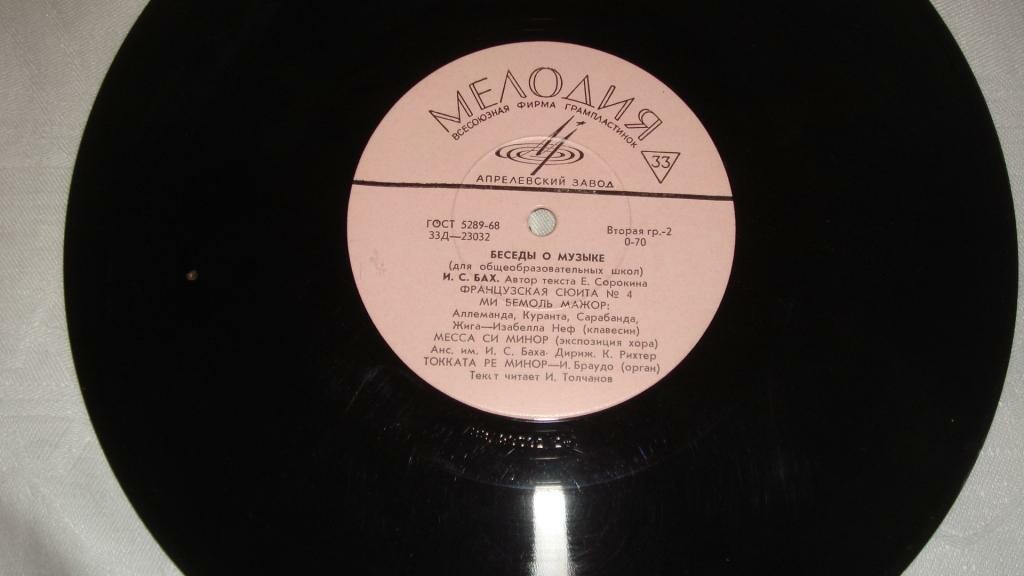 МЕЛОДИЯ
ВСЕСОЮЗНАЯ ФИРМА ГРАМПЛАСТИНОК
33
АПРЕЛЕВСКИЙ ЗАВОД
ГОСТ 5289-68
33Д—23032
Вторая гр.-2
0-70
БЕСЕДЫ О МУЗЫКЕ
(для общеобразовательных школ)
И. С. БАХ. Автор текста Е. Сорокина
ФРАНЦУЗСКАЯ СЮИТА № 4
МИ БЕМОЛЬ МАЖОР:
Аллеманда, Куранта, Сарабанда,
Жига—Изабелла Неф (клавесин)
МЕССА СИ МИНОР (экспозиция хора)
Анс. им. И. С. Баха. Дириж. К. Рихтер
ТОККАТА РЕ МИНОР—И. Браудо (орган)
Текст читает И. Толчанов